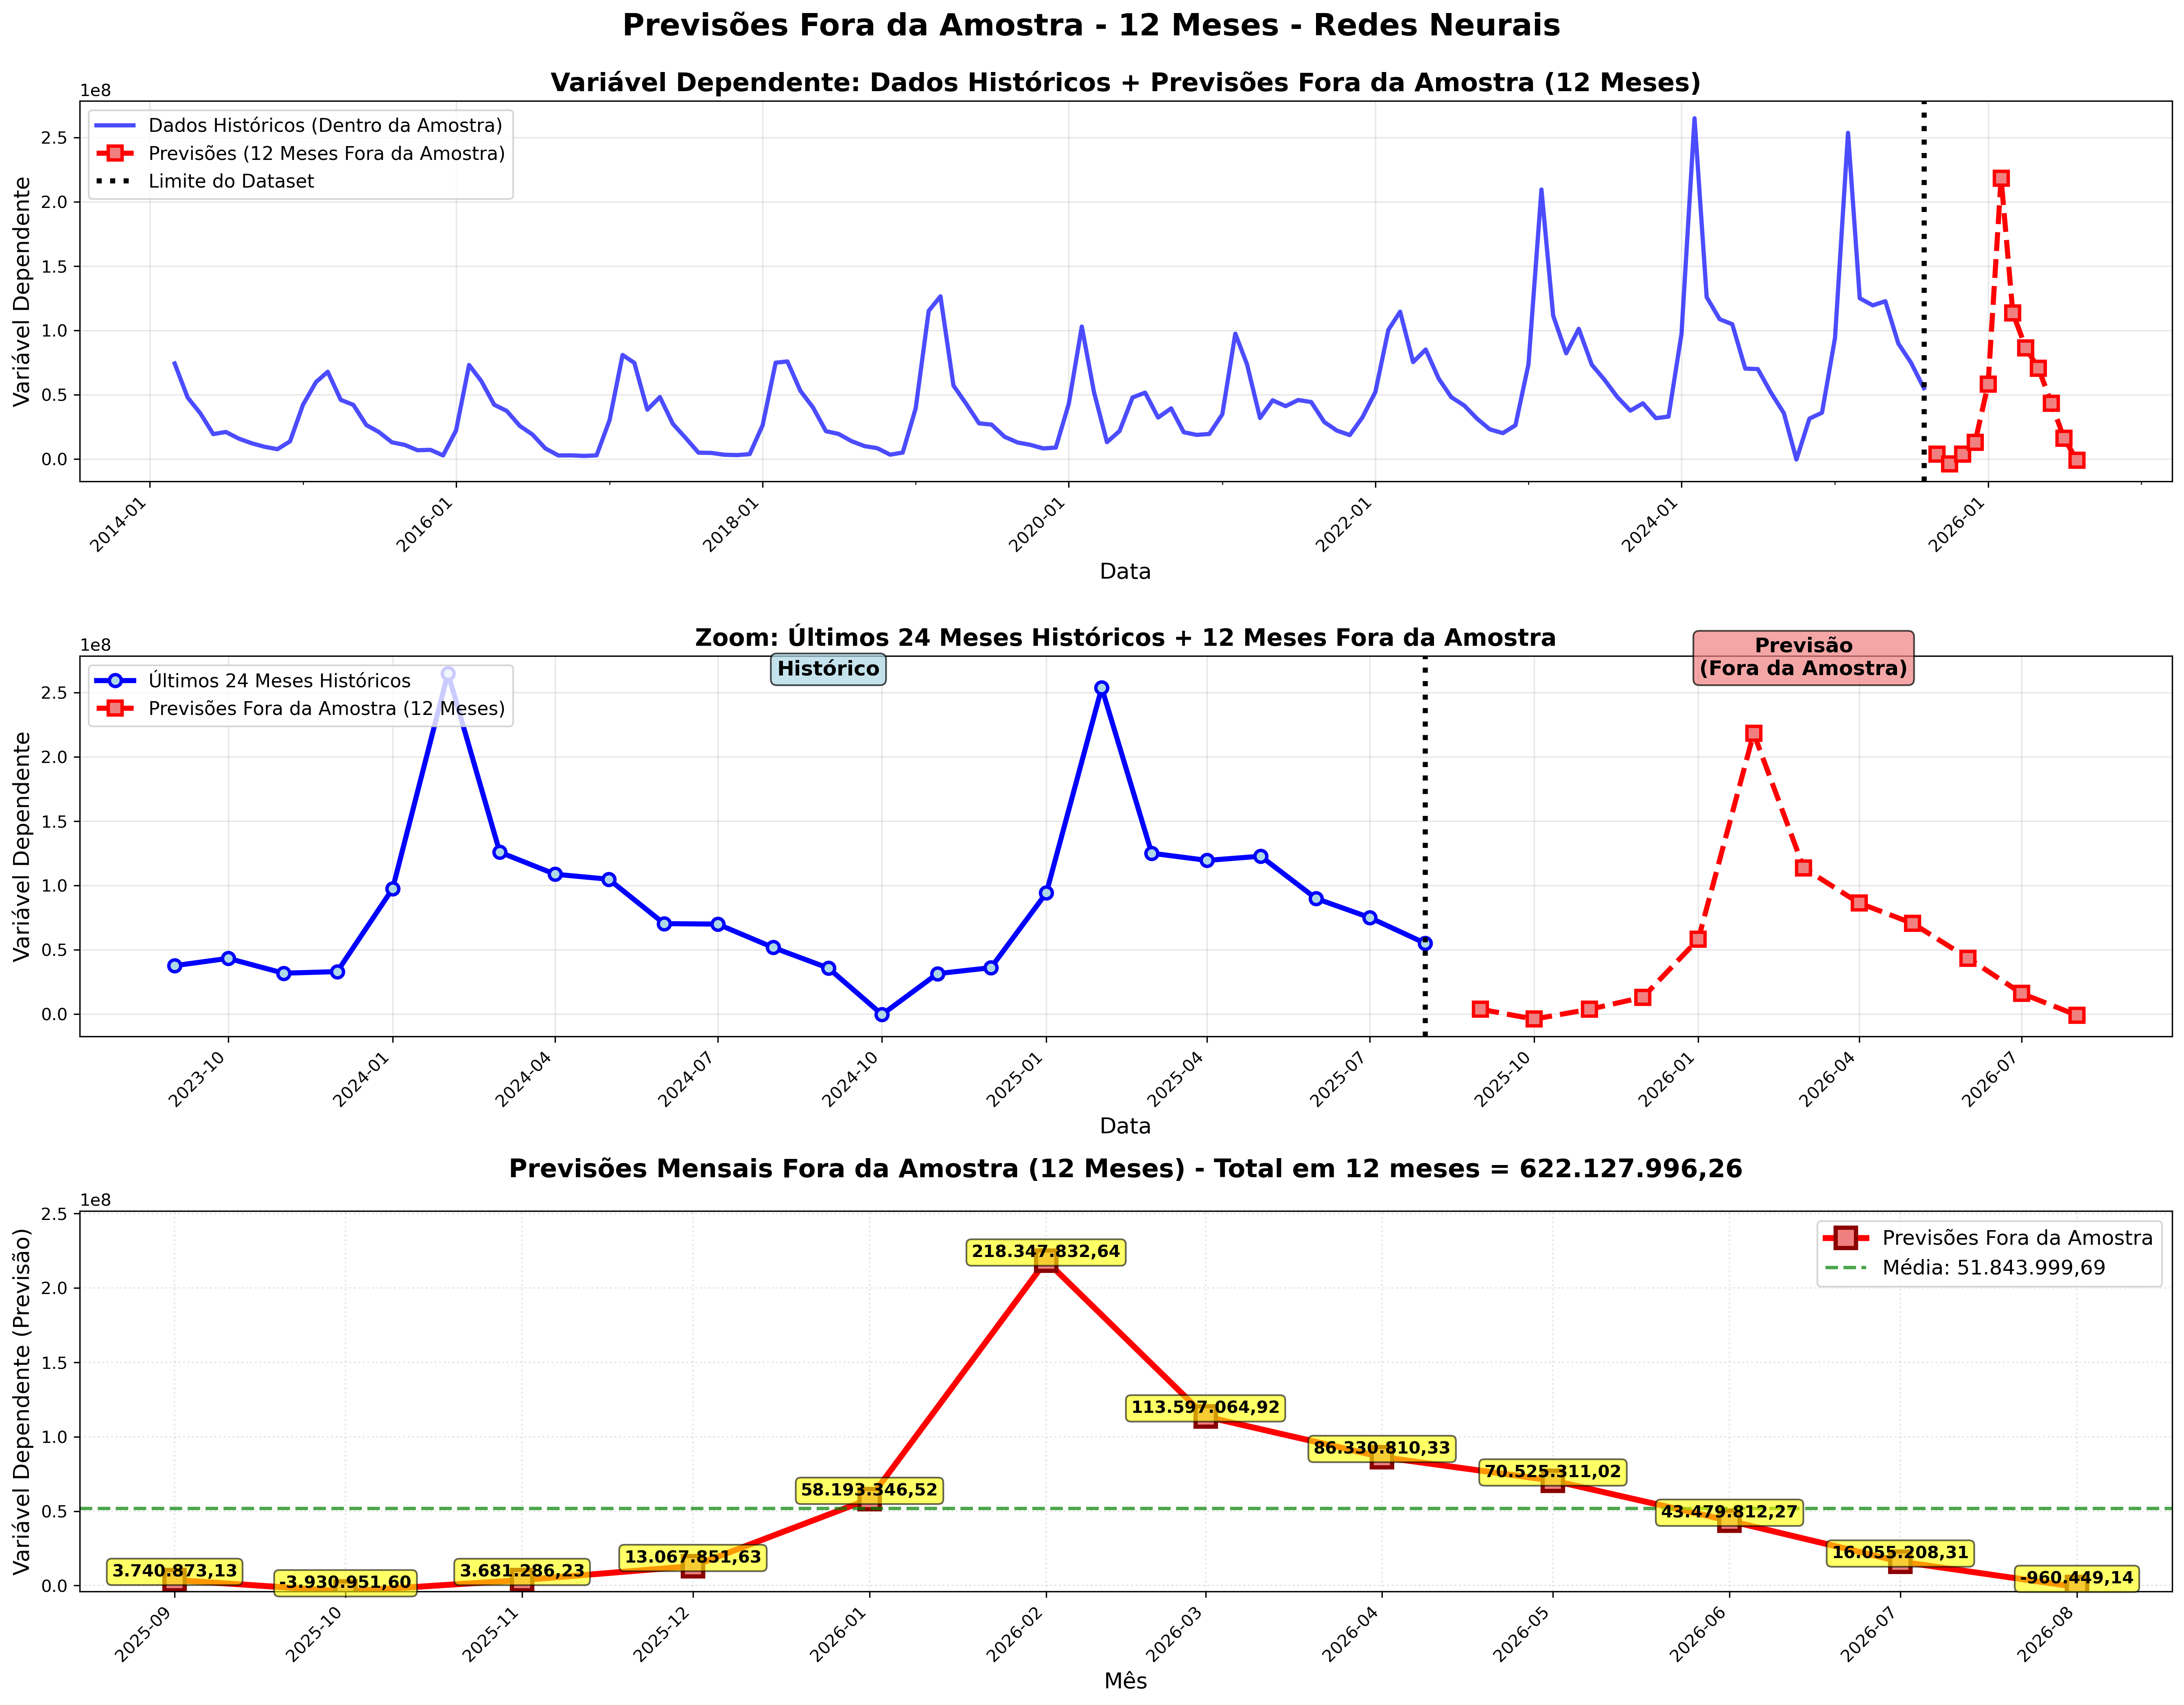 Previsões Fora da Amostra - 12 Meses - Redes Neurais
Variável Dependente: Dados Históricos + Previsões Fora da Amostra (12 Meses)
1e8
Dados Históricos (Dentro da Amostra)
Previsões (12 Meses Fora da Amostra)
Limite do Dataset
Variável Dependente
2.5
2.0
1.5
1.0
0.5
0.0
2014-01
2016-01
2018-01
2020-01
2022-01
2024-01
2026-01
Data
Zoom: Últimos 24 Meses Históricos + 12 Meses Fora da Amostra
1e8
Últimos 24 Meses Históricos
Previsões Fora da Amostra (12 Meses)
Histórico
Previsão
(Fora da Amostra)
Variável Dependente
2.5
2.0
1.5
1.0
0.5
0.0
2023-10
2024-01
2024-04
2024-07
2024-10
2025-01
2025-04
2025-07
2025-10
2026-01
2026-04
2026-07
Data
Previsões Mensais Fora da Amostra (12 Meses) - Total em 12 meses = 622.127.996,26
1e8
Previsões Fora da Amostra
Média: 51.843.999,69
Variável Dependente (Previsão)
2.5
2.0
1.5
1.0
0.5
0.0
3.740.873,13
-3.930.951,60
3.681.286,23
13.067.851,63
58.193.346,52
218.347.832,64
113.597.064,92
86.330.810,33
70.525.311,02
43.479.812,27
16.055.208,31
-960.449,14
2025-09
2025-10
2025-11
2025-12
2026-01
2026-02
2026-03
2026-04
2026-05
2026-06
2026-07
2026-08
Mês